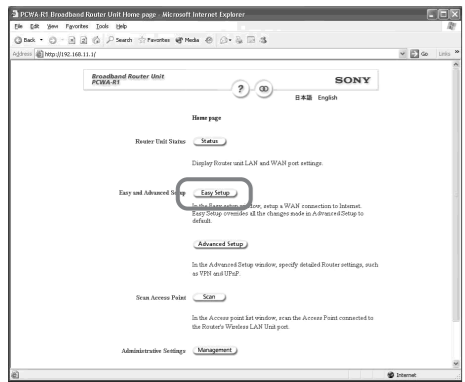 PCWA-R1 Broadband Router Unit Home page - Microsoft Internet Explorer
File Edit View Favorites Tools Help
Back Search Favorites Media
Address http://192.168.11.1/ Go Links »
Broadband Router Unit
PCWA-R1
SONY
日本語 English
Home page
Router Unit Status Status
Display Router unit LAN and WAN port settings.
Easy and Advanced Setup Easy Setup
In the Easy setup window, setup a WAN connection to Internet.
Easy Setup overrides all the changes made in Advanced Setup to
default.
Advanced Setup
In the Advanced Setup window, specify detailed Router settings, such
as VPN and UPnP.
Scan Access Point Scan
In the Access point list window, scan the Access Point connected to
the Router's Wireless LAN Unit port.
Administrative Settings Management
Internet